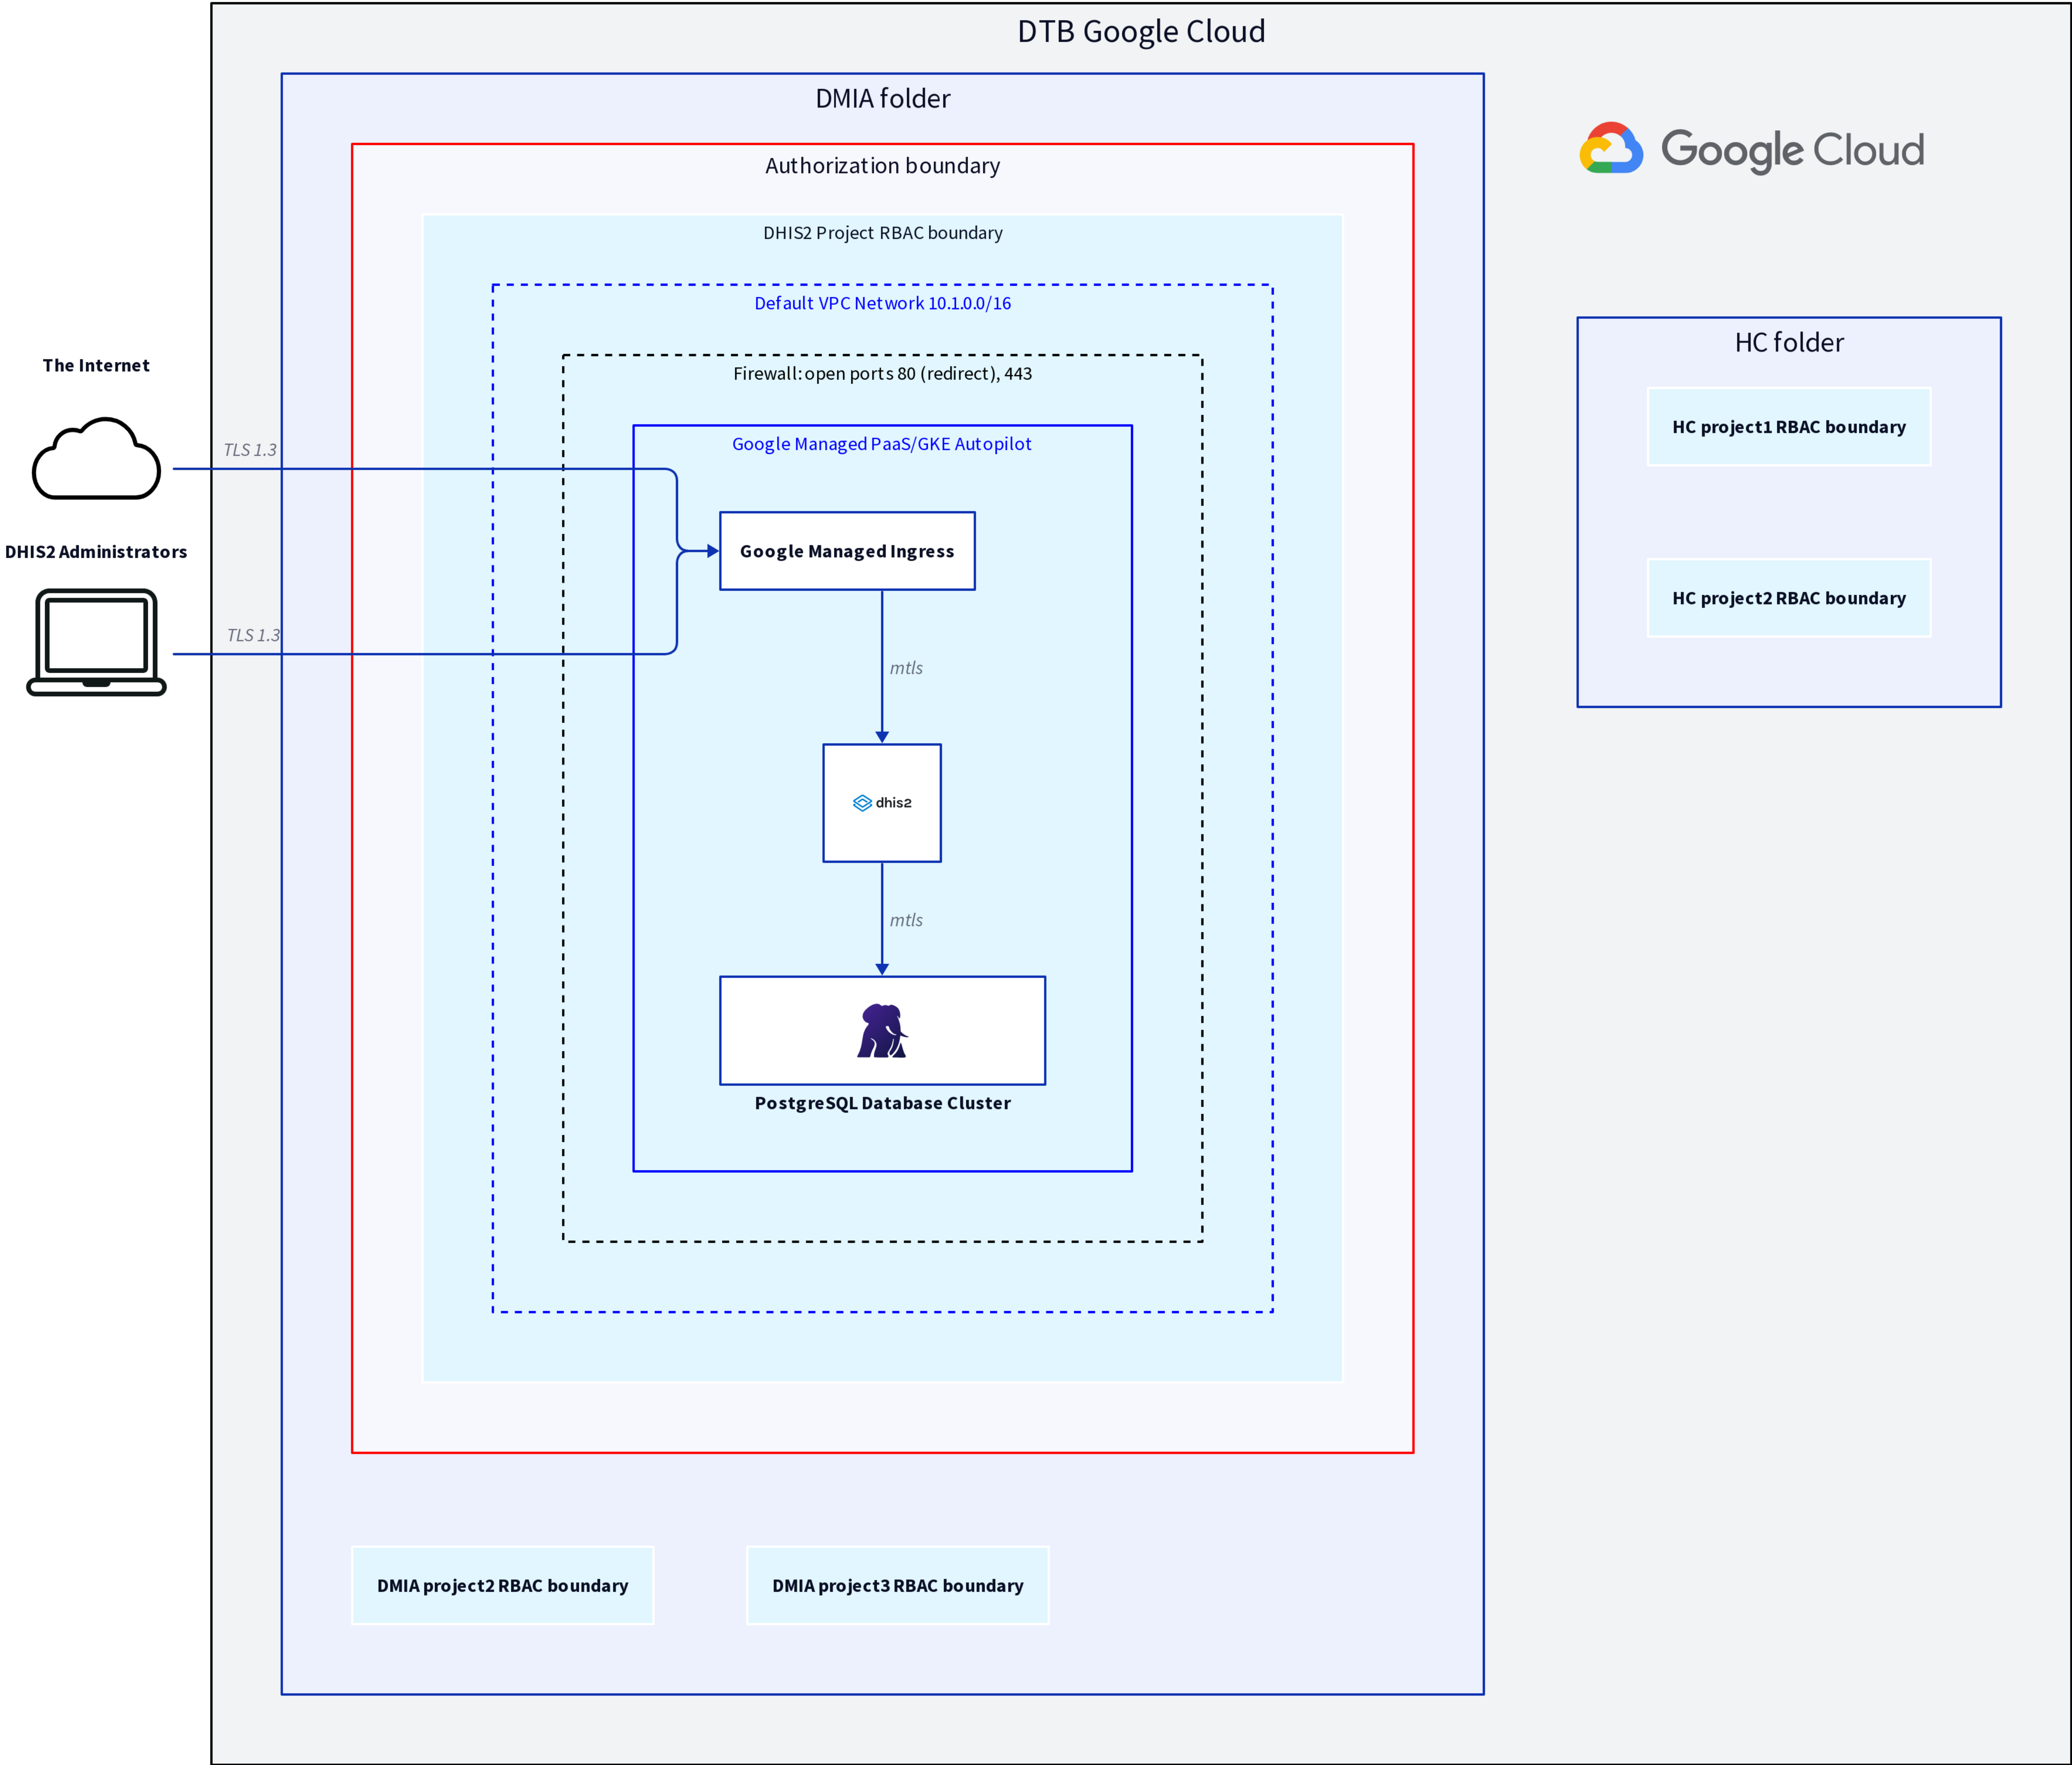 DTB Google Cloud
DMIA folder
Google Cloud
Authorization boundary
DHIS2 Project RBAC boundary
Default VPC Network 10.1.0.0/16
Firewall: open ports 80 (redirect), 443
Google Managed PaaS/GKE Autopilot
The Internet
TLS 1.3
DHIS2 Administrators
TLS 1.3
Google Managed Ingress
mtls
dhis2
mtls
PostgreSQL Database Cluster
HC folder
HC project1 RBAC boundary
HC project2 RBAC boundary
DMIA project2 RBAC boundary
DMIA project3 RBAC boundary